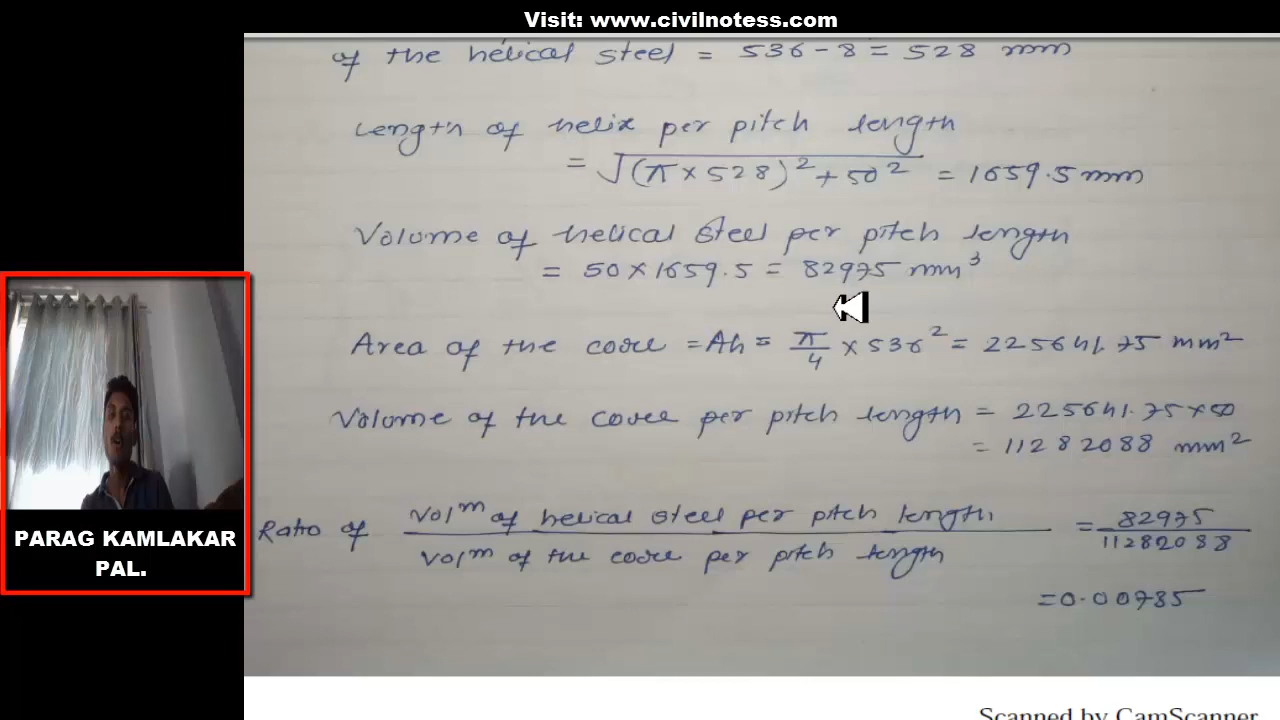 Visit: www.civilnotess.com
of the helical steel = 536 - 8 = 528 mm
Length of helix per pitch length
= √(π × 528)² + 50² = 1659.5 mm
Volume of helical steel per pitch length
= 50 × 1659.5 = 82975 mm³
Area of the core = Ah = π/4 × 536² = 225641.75 mm²
Volume of the core per pitch length = 225641.75 × 50
= 11282088 mm²
Ratio of volᵐ of helical steel per pitch length / volᵐ of the core per pitch length = 82975 / 11282088
= 0.00735
PARAG KAMLAKAR
PAL.
Scanned by CamScanner